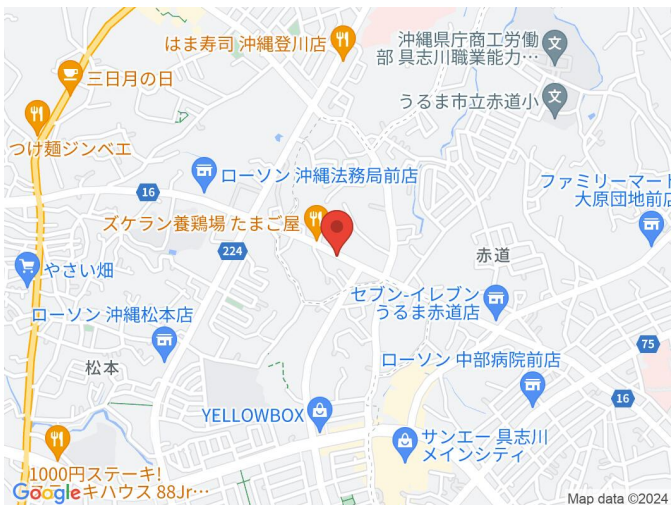 はま寿司 沖縄登川店
沖縄県庁商工労働
部 具志川職業能力…
三日月の日
うるま市立赤道小
つけ麺ジンベエ
ローソン 沖縄法務局前店
16
ファミリーマート
大原団地前店
ズケラン養鶏場 たまご屋
224
赤道
やさい畑
セブン-イレブン
うるま赤道店
ローソン 沖縄松本店
75
松本
ローソン 中部病院前店
16
YELLOWBOX
サンエー 具志川
メインシティ
1000円ステーキ!
キハウス 88Jr…
Google
Map data ©2024